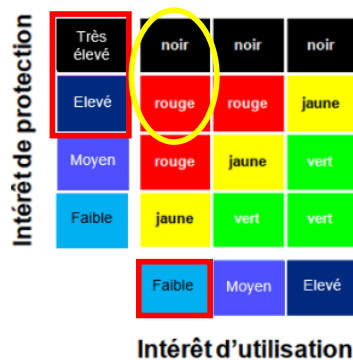 Intérêt de protection
Très
élevé
noir
noir
noir
Elevé
rouge
rouge
jaune
Moyen
rouge
jaune
vert
Faible
jaune
vert
vert
Faible
Moyen
Elevé
Intérêt d'utilisation